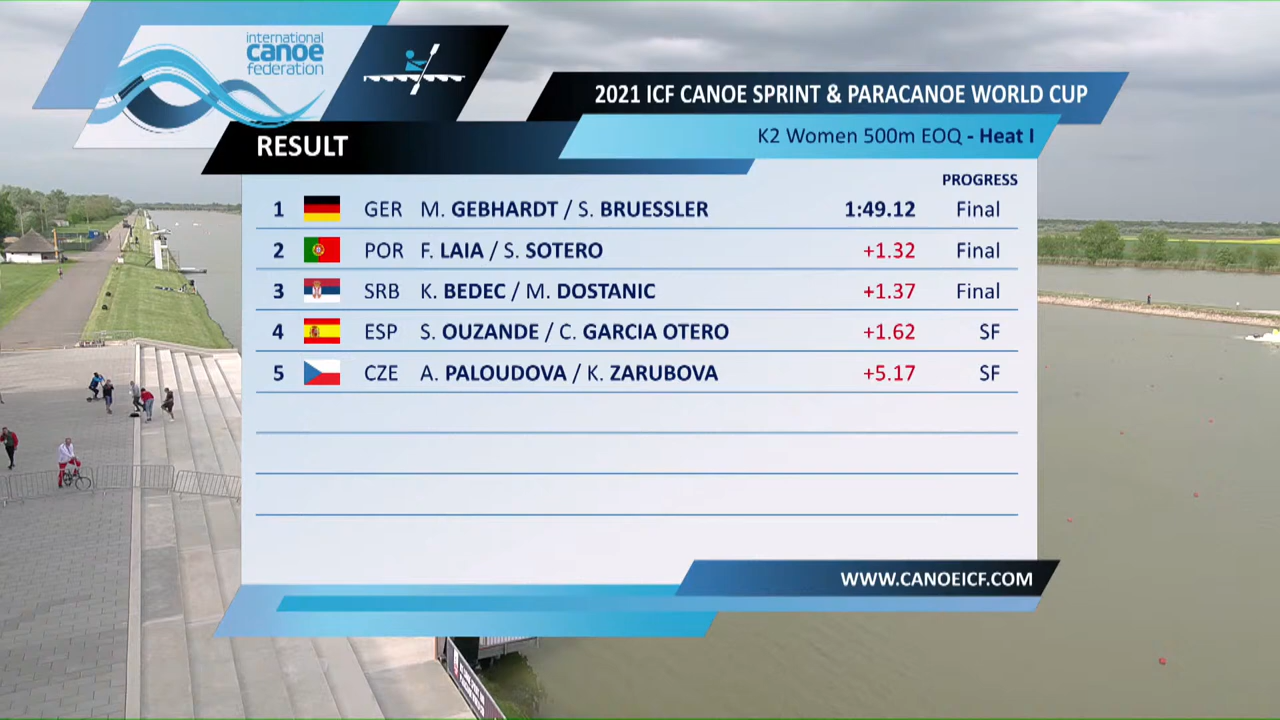 international
canoe
federation
2021 ICF CANOE SPRINT & PARACANOE WORLD CUP
RESULT
K2 Women 500m EOQ - Heat I
PROGRESS
1 GER M. GEBHARDT / S. BRUESSLER 1:49.12 Final
2 POR F. LAIA / S. SOTERO +1.32 Final
3 SRB K. BEDEC / M. DOSTANIC +1.37 Final
4 ESP S. OUZANDE / C. GARCIA OTERO +1.62 SF
5 CZE A. PALOUDOVA / K. ZARUBOVA +5.17 SF
WWW.CANOEICF.COM